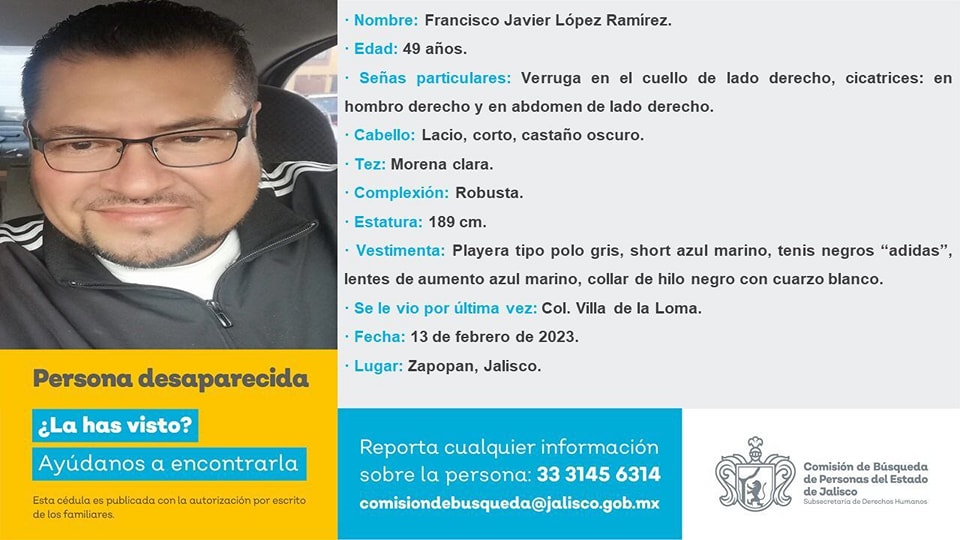 · Nombre: Francisco Javier López Ramírez.
· Edad: 49 años.
· Señas particulares: Verruga en el cuello de lado derecho, cicatrices: en
hombro derecho y en abdomen de lado derecho.
· Cabello: Lacio, corto, castaño oscuro.
· Tez: Morena clara.
· Complexión: Robusta.
· Estatura: 189 cm.
· Vestimenta: Playera tipo polo gris, short azul marino, tenis negros “adidas”,
lentes de aumento azul marino, collar de hilo negro con cuarzo blanco.
· Se le vio por última vez: Col. Villa de la Loma.
· Fecha: 13 de febrero de 2023.
· Lugar: Zapopan, Jalisco.
Persona desaparecida
¿La has visto?
Ayúdanos a encontrarla
Esta cédula es publicada con la autorización por escrito
de los familiares.
Reporta cualquier información
sobre la persona: 33 3145 6314
comisiondebusqueda@jalisco.gob.mx
Comisión de Búsqueda
de Personas del Estado
de Jalisco
Subsecretaría de Derechos Humanos